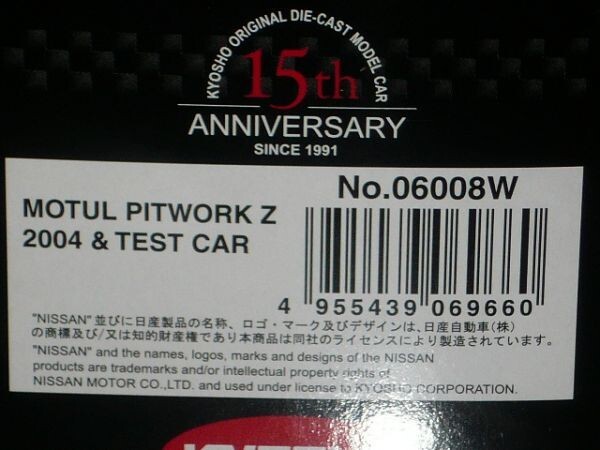 KYOSHO ORIGINAL DIE-CAST MODEL CAR
15th
ANNIVERSARY
SINCE 1991
No.06008W
MOTUL PITWORK Z
2004 & TEST CAR
4 955439 069660
"NISSAN" 並びに日産製品の名称、ロゴ・マーク及びデザインは、日産自動車(株)
の商標及び/又は知的財産権であり本商品は同社のライセンスにより製造されています。
"NISSAN" and the names, logos, marks and designs of the NISSAN
products are trademarks and/or intellectual property rights of
NISSAN MOTOR CO.,LTD. and used under license to KYOSHO CORPORATION.